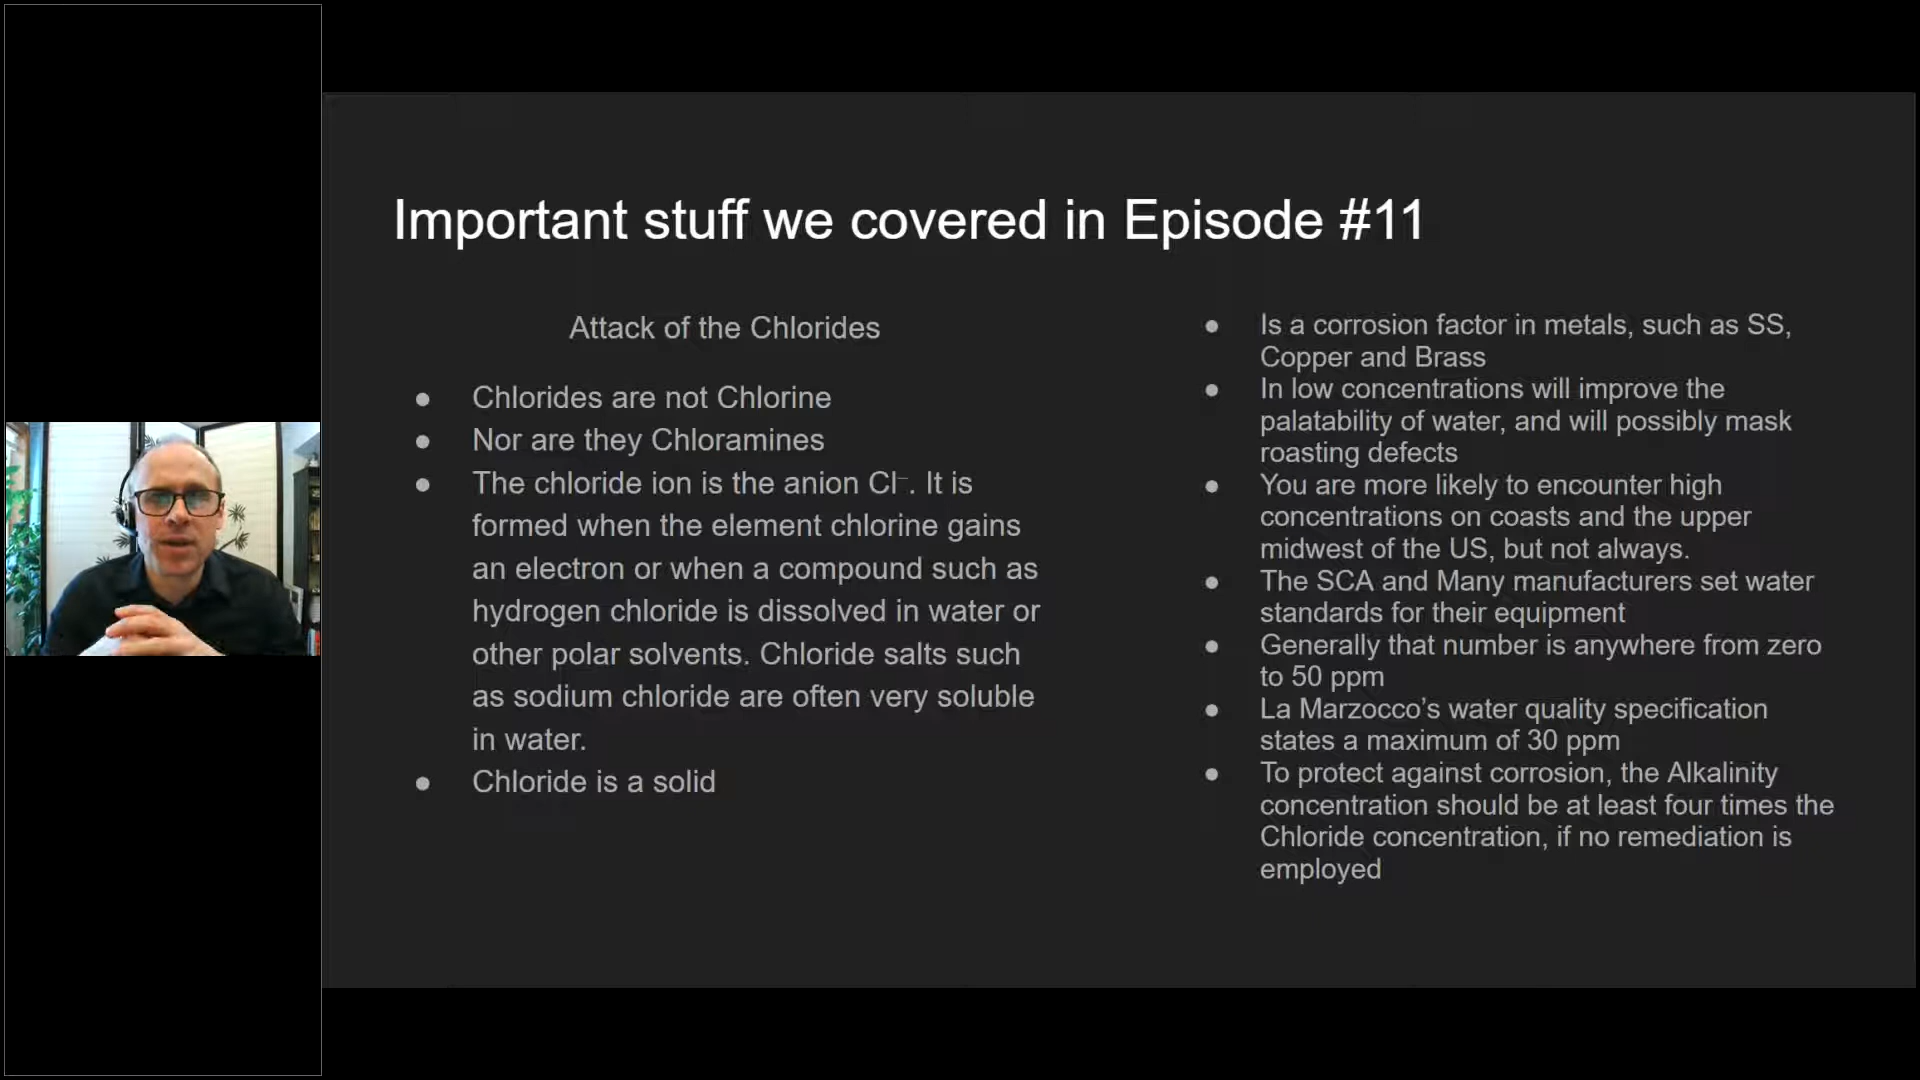 Important stuff we covered in Episode #11
Attack of the Chlorides
● Chlorides are not Chlorine
● Nor are they Chloramines
● The chloride ion is the anion Cl⁻. It is
formed when the element chlorine gains
an electron or when a compound such as
hydrogen chloride is dissolved in water or
other polar solvents. Chloride salts such
as sodium chloride are often very soluble
in water.
● Chloride is a solid
● Is a corrosion factor in metals, such as SS,
Copper and Brass
● In low concentrations will improve the
palatability of water, and will possibly mask
roasting defects
● You are more likely to encounter high
concentrations on coasts and the upper
midwest of the US, but not always.
● The SCA and Many manufacturers set water
standards for their equipment
● Generally that number is anywhere from zero
to 50 ppm
● La Marzocco’s water quality specification
states a maximum of 30 ppm
● To protect against corrosion, the Alkalinity
concentration should be at least four times the
Chloride concentration, if no remediation is
employed